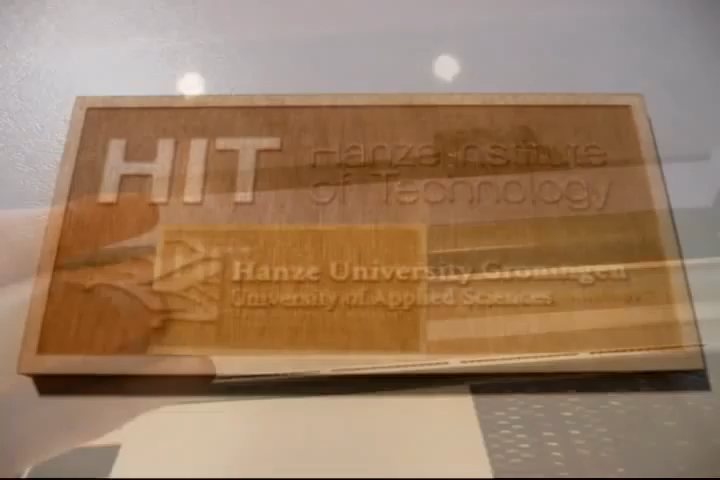 HIT Hanze Institute
of Technology
Hanze University Groningen
University of Applied Sciences